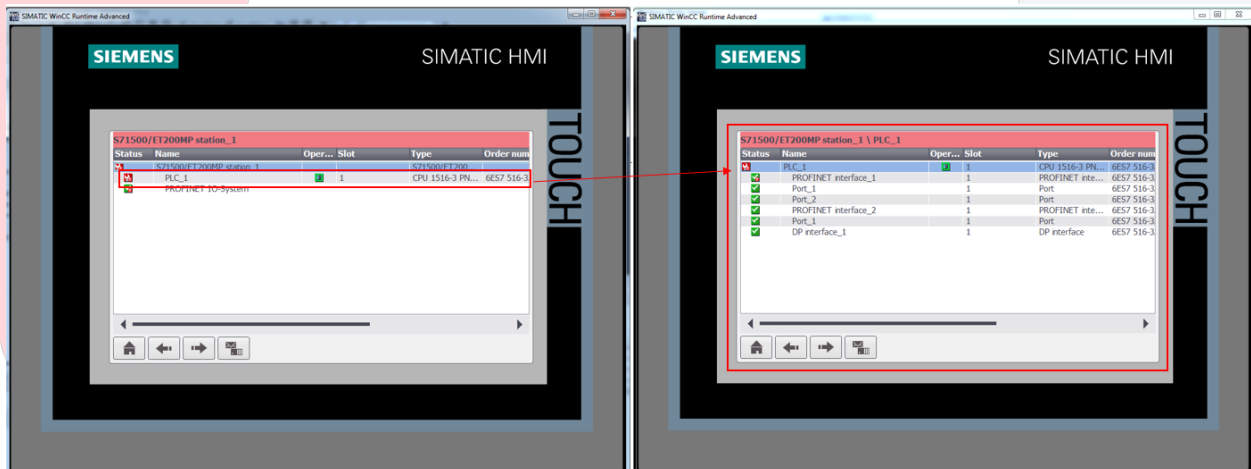 SIMATIC WinCC Runtime Advanced
SIEMENS SIMATIC HMI
TOUCH
S71500/ET200MP station_1
Status Name Oper... Slot Type Order num
S71500/ET200MP station_1 S71500/ET200
PLC_1 1 CPU 1516-3 PN... 6ES7 516-3
PROFINET IO-System
SIMATIC WinCC Runtime Advanced
SIEMENS SIMATIC HMI
TOUCH
S71500/ET200MP station_1 \ PLC_1
Status Name Oper... Slot Type Order num
PLC_1 1 CPU 1516-3 PN... 6ES7 516-3
PROFINET interface_1 1 PROFINET inte... 6ES7 516-3
Port_1 1 Port 6ES7 516-3
Port_2 1 Port 6ES7 516-3
PROFINET interface_2 1 PROFINET inte... 6ES7 516-3
Port_1 1 Port 6ES7 516-3
DP interface_1 1 DP interface 6ES7 516-3